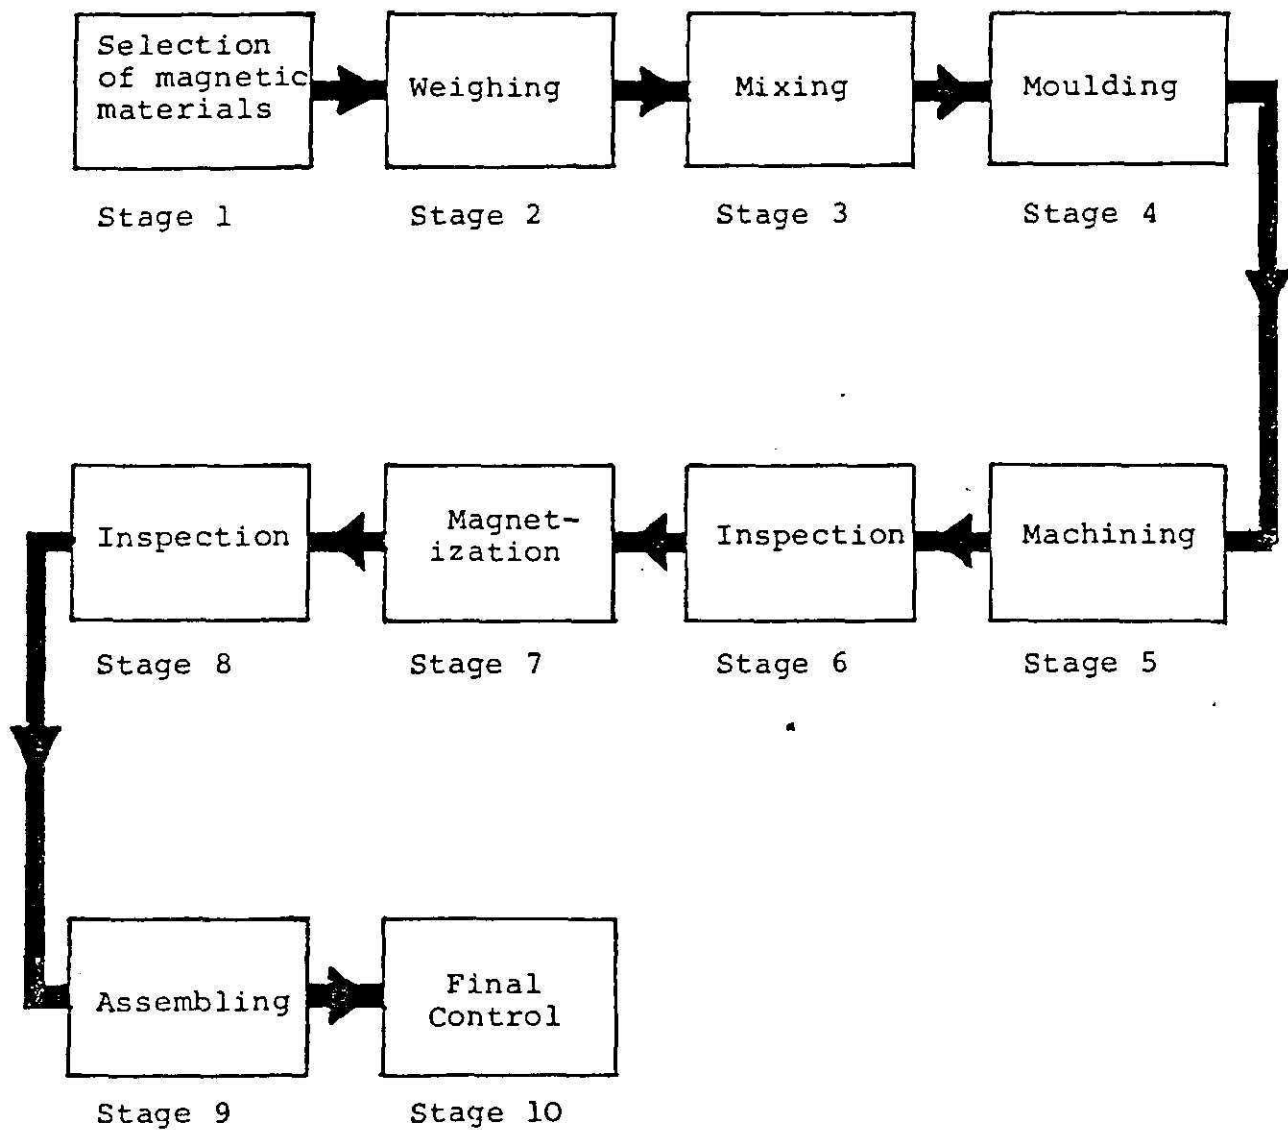 Selection
of magnetic
materials
Weighing
Mixing
Moulding
Stage 1
Stage 2
Stage 3
Stage 4
Inspection
Magnet-
ization
Inspection
Machining
Stage 8
Stage 7
Stage 6
Stage 5
Assembling
Final
Control
Stage 9
Stage 10